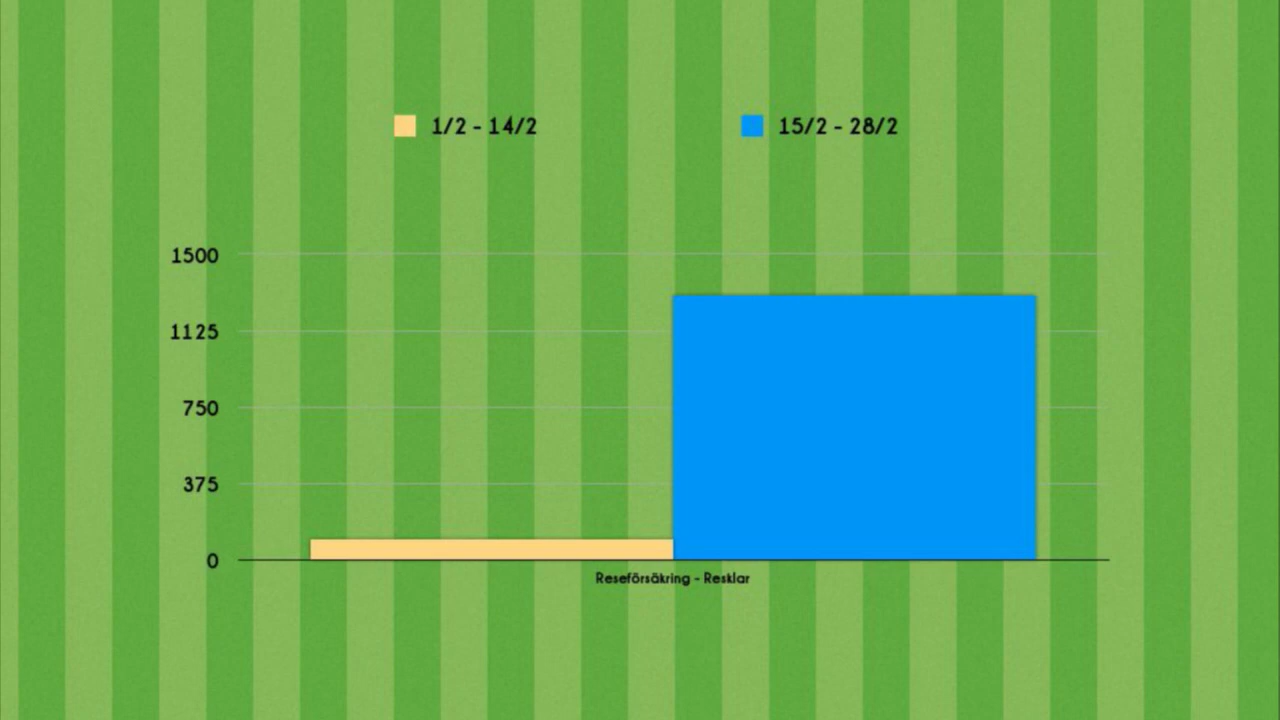 1/2 - 14/2
15/2 - 28/2
1500
1125
750
375
0
Reseförsäkring - Resklar